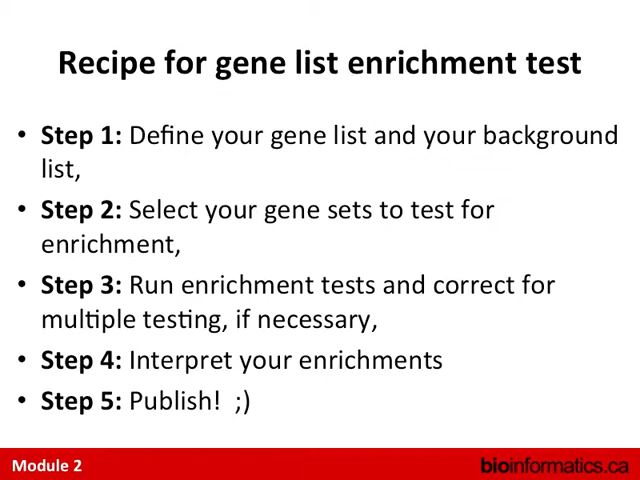 Recipe for gene list enrichment test
• Step 1: Define your gene list and your background
list,
• Step 2: Select your gene sets to test for
enrichment,
• Step 3: Run enrichment tests and correct for
multiple testing, if necessary,
• Step 4: Interpret your enrichments
• Step 5: Publish!  ;)
Module 2
bioinformatics.ca